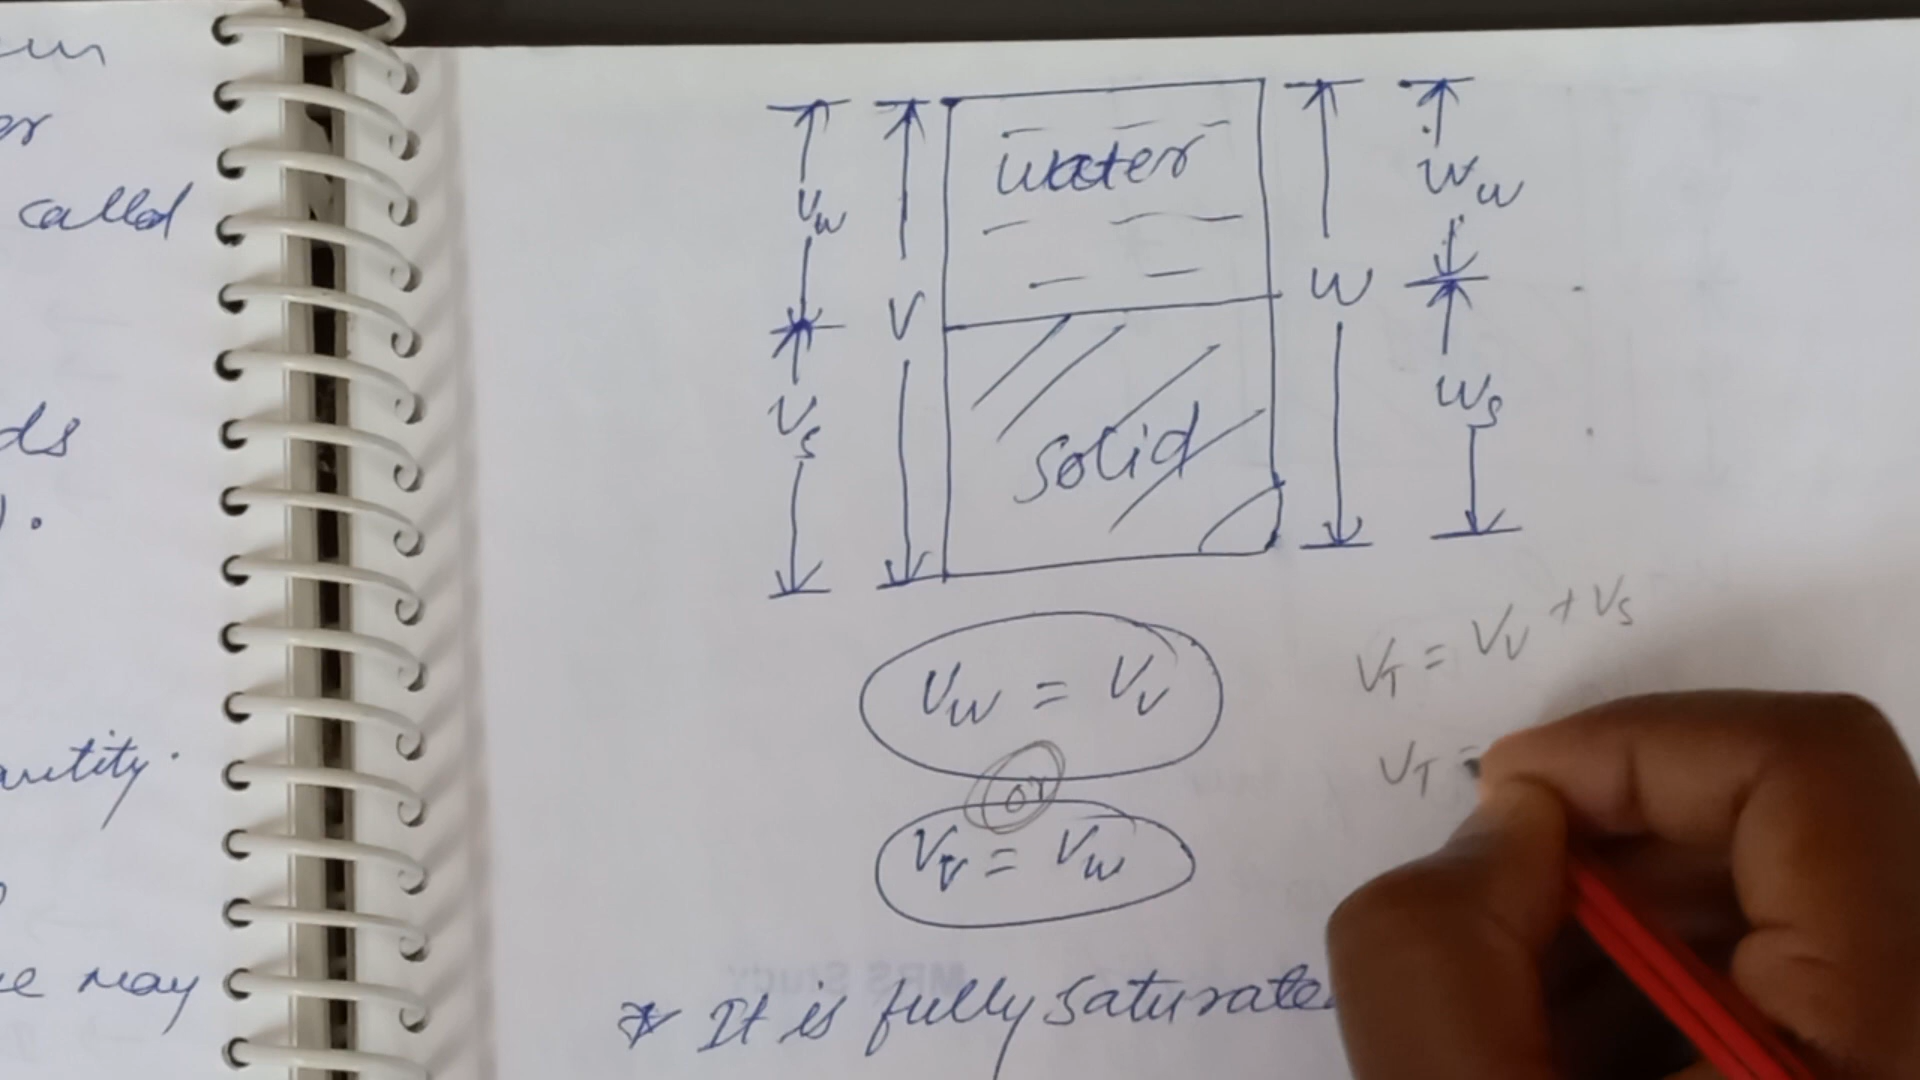 er
called
water
Vw
V
W
Ww
Vs
Ws
solid
VT = Vv + Vs
Vw = Vv
VT =
or
Vv = Vw
may
* It is fully saturate